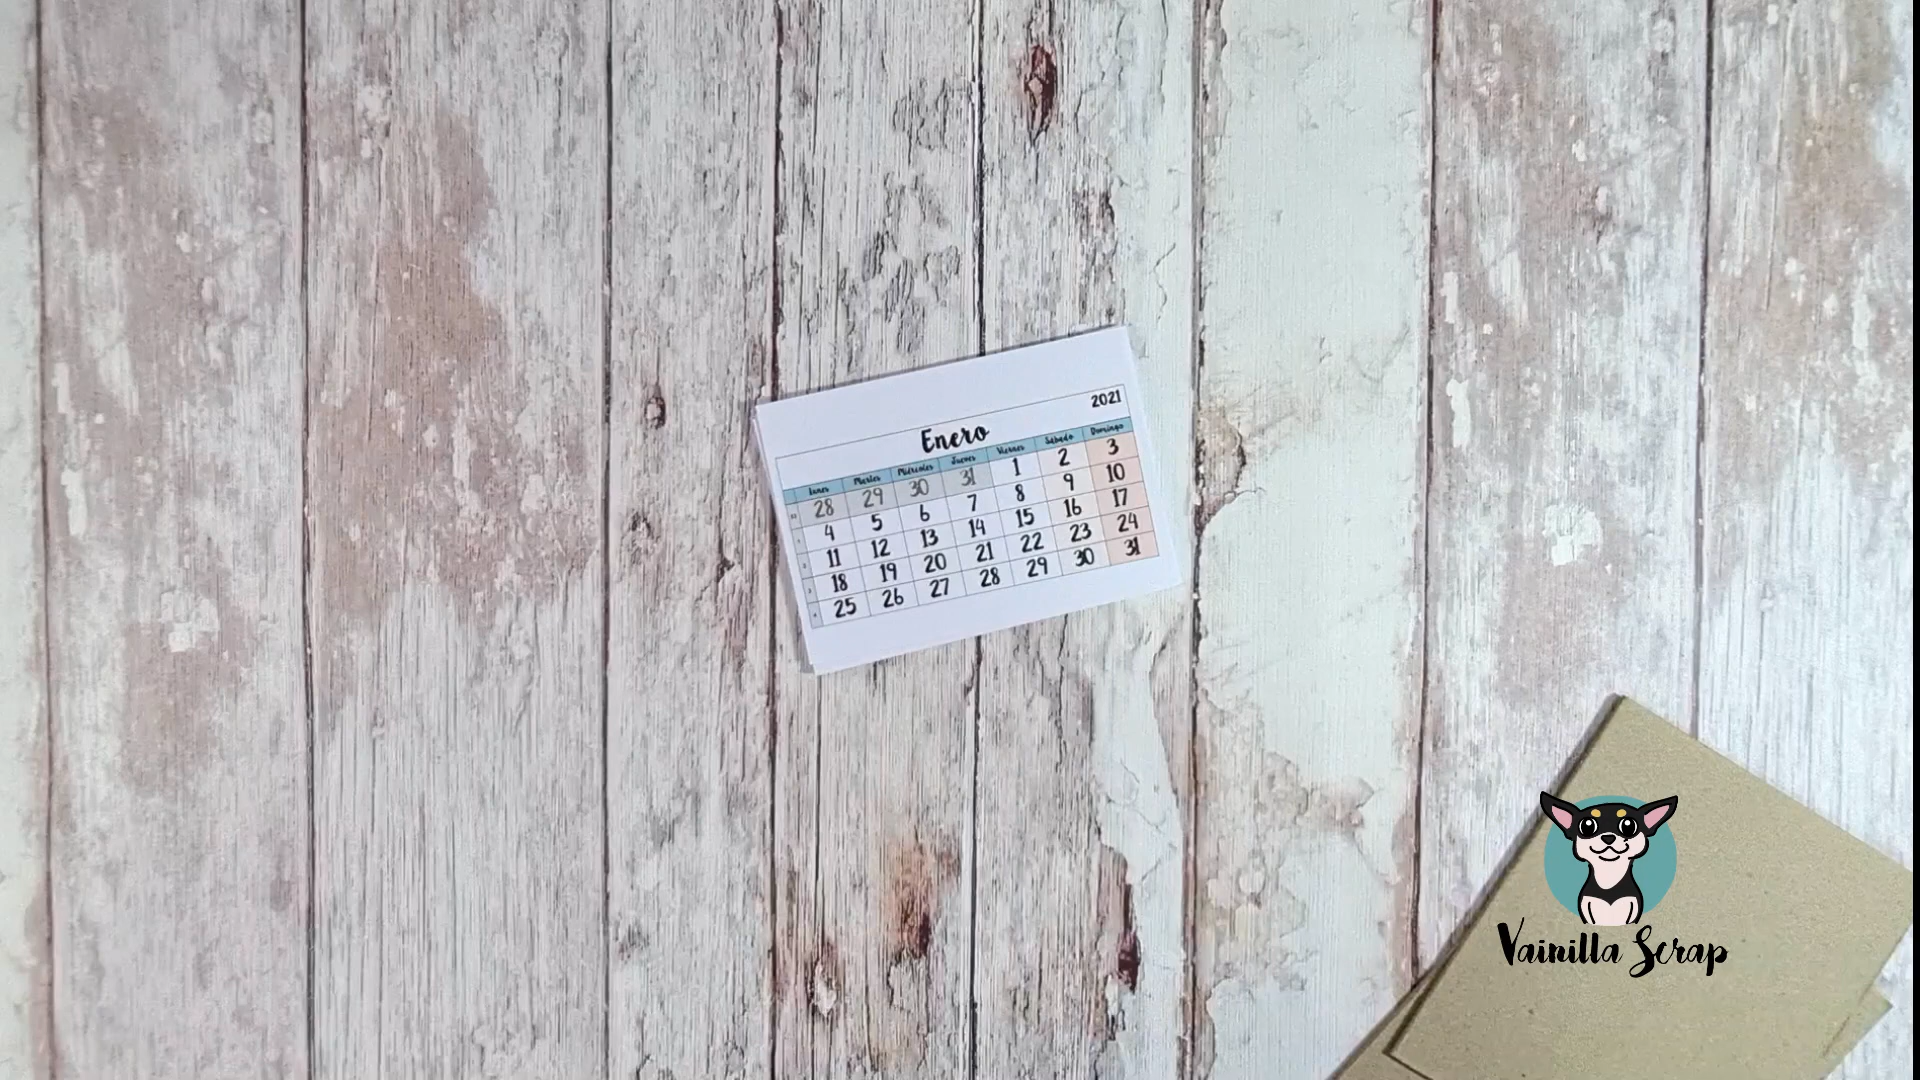 2021
Enero
Lunes Martes Miércoles Jueves Viernes Sábado Domingo
28 29 30 31 1 2 3
4 5 6 7 8 9 10
11 12 13 14 15 16 17
18 19 20 21 22 23 24
25 26 27 28 29 30 31
Vainilla Scrap